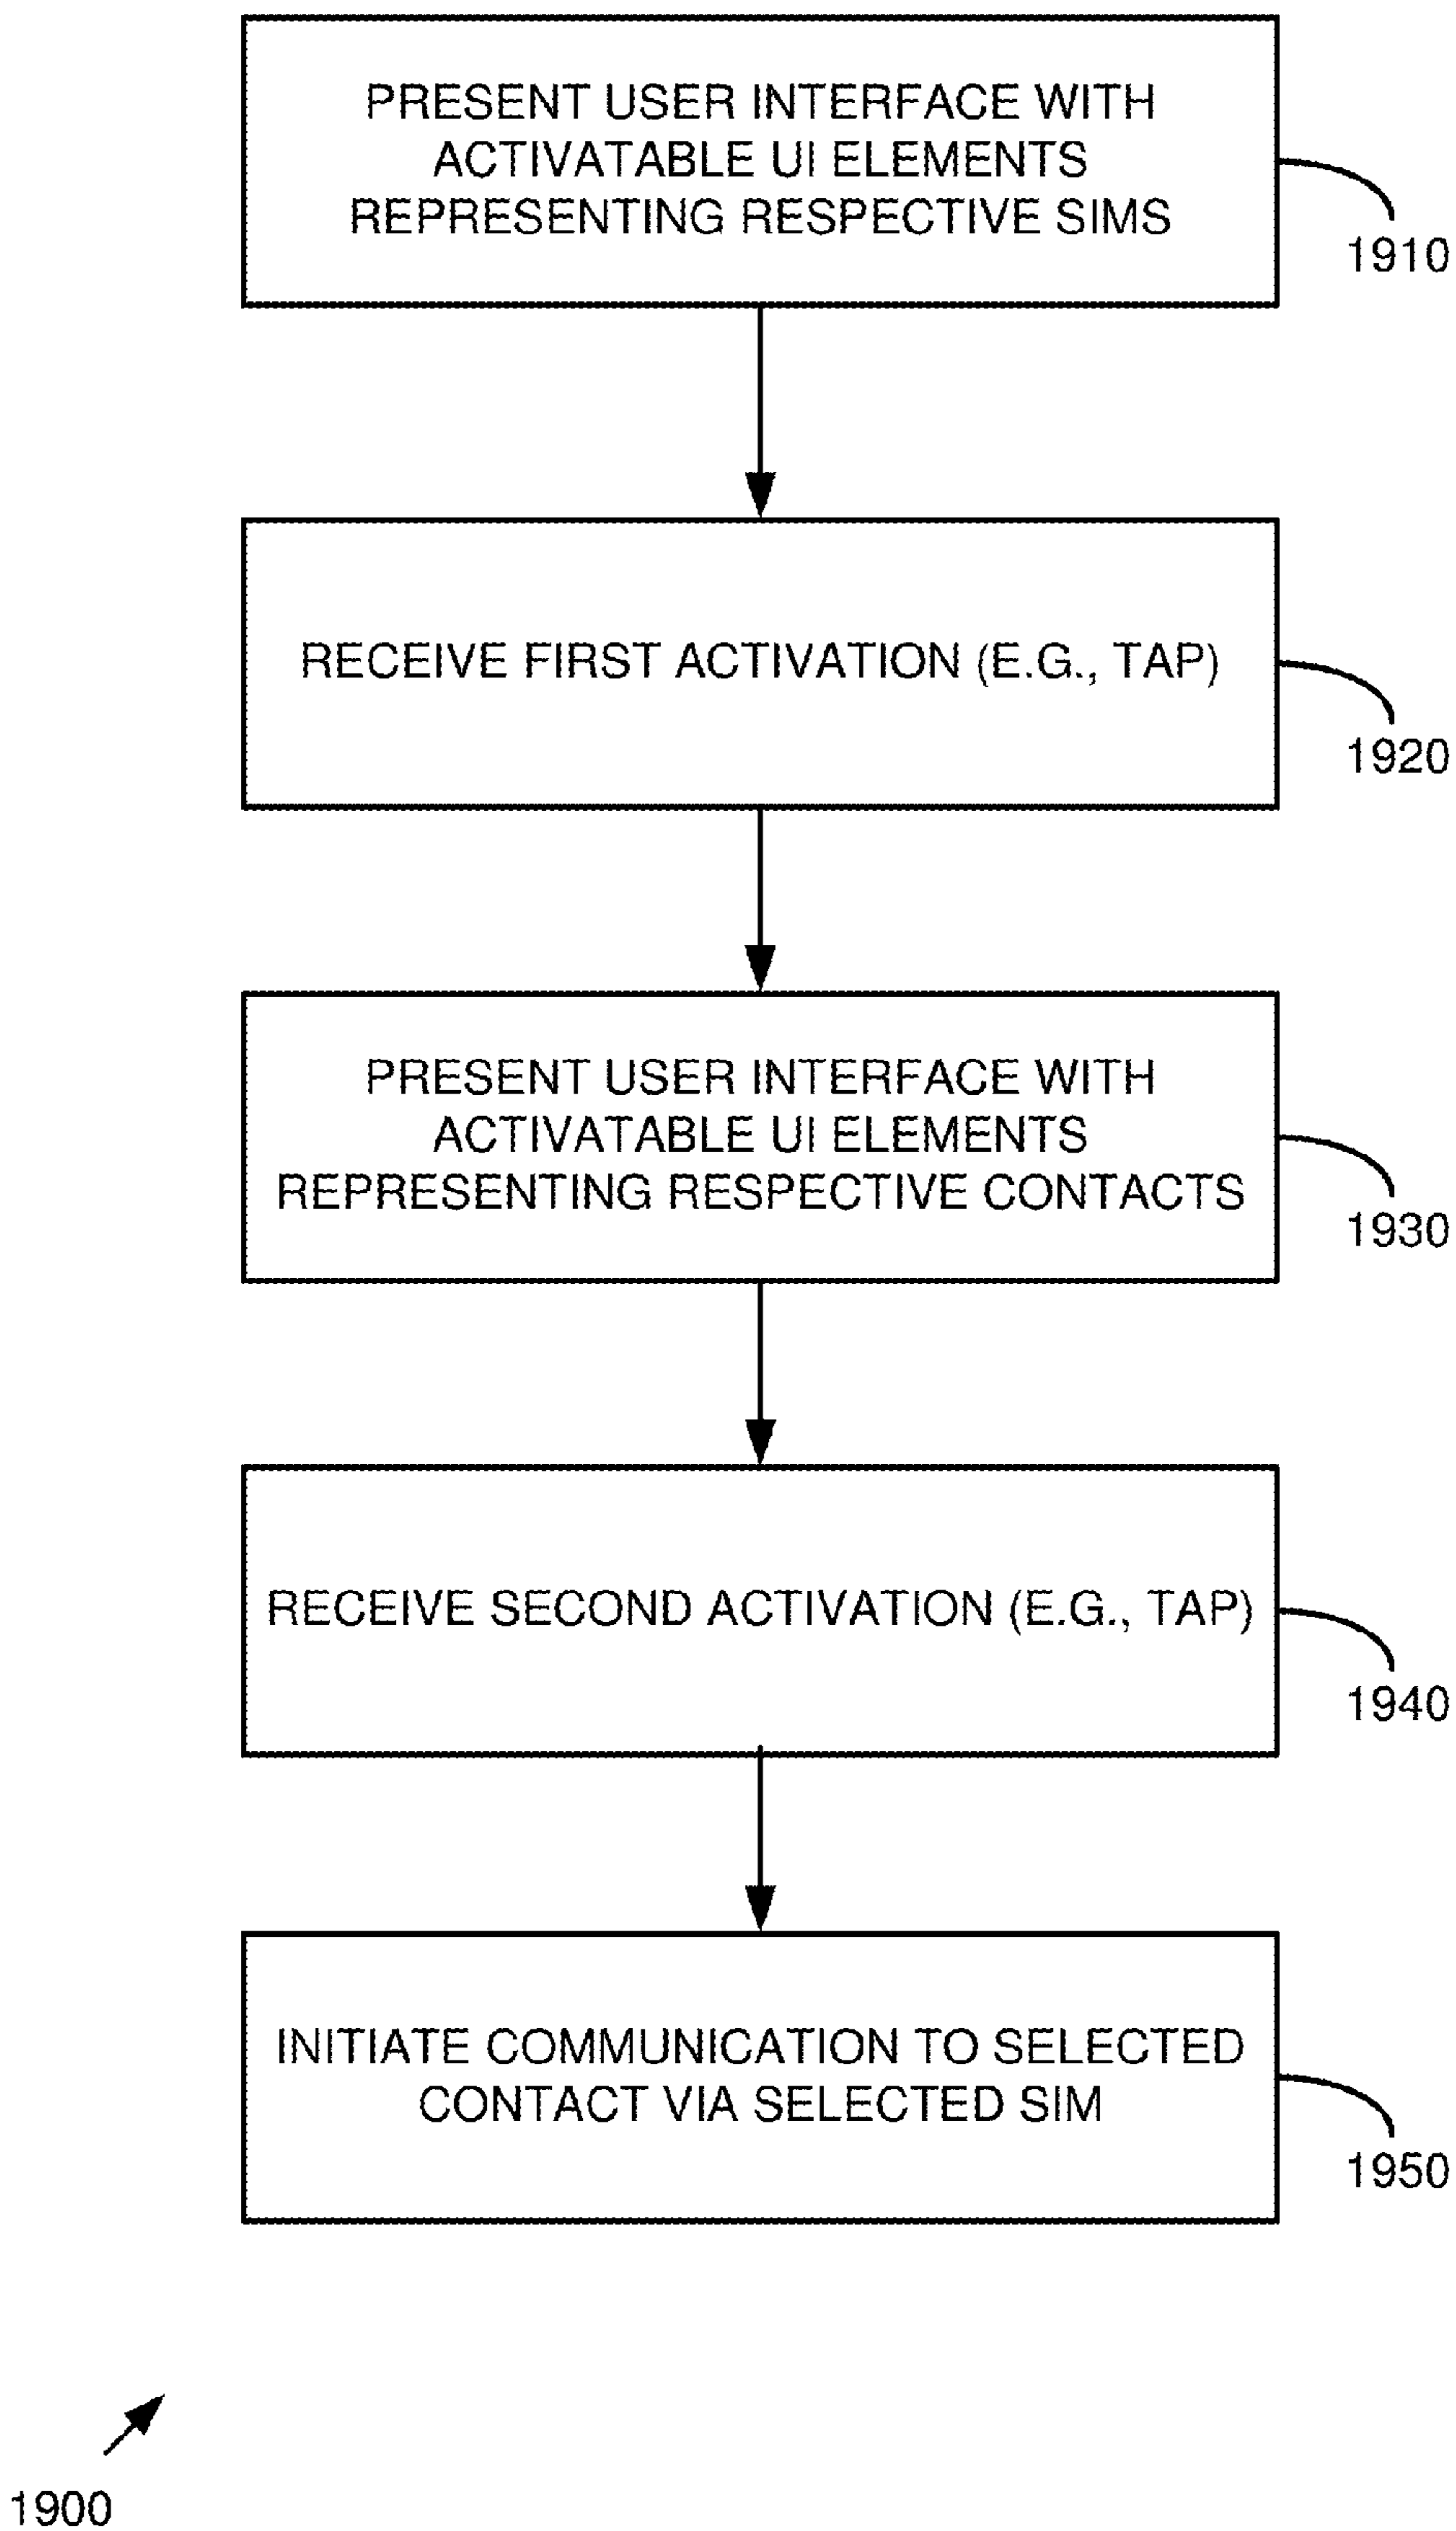 PRESENT USER INTERFACE WITH
ACTIVATABLE UI ELEMENTS
REPRESENTING RESPECTIVE SIMS
1910
RECEIVE FIRST ACTIVATION (E.G., TAP)
1920
PRESENT USER INTERFACE WITH
ACTIVATABLE UI ELEMENTS
REPRESENTING RESPECTIVE CONTACTS
1930
RECEIVE SECOND ACTIVATION (E.G., TAP)
1940
INITIATE COMMUNICATION TO SELECTED
CONTACT VIA SELECTED SIM
1950
1900